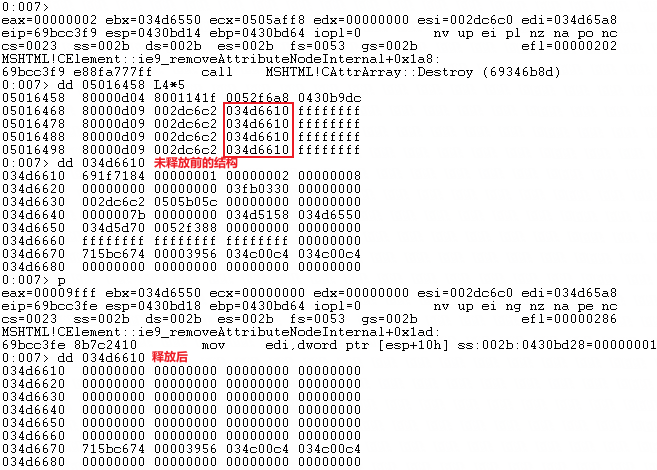 0:007>
eax=00000002 ebx=034d6550 ecx=0505aff8 edx=00000000 esi=002dc6c0 edi=034d65a8
eip=69bcc3f9 esp=0430bd14 ebp=0430bd64 iopl=0         nv up ei pl nz na po nc
cs=0023  ss=002b  ds=002b  es=002b  fs=0053  gs=002b             efl=00000202
MSHTML!CElement::ie9_removeAttributeNodeInternal+0x1a8:
69bcc3f9 e88fa777ff      call    MSHTML!CAttrArray::Destroy (69346b8d)
0:007> dd 05016458 L4*5
05016458  80000d04 8001141f 0052f6a8 0430b9dc
05016468  80000d09 002dc6c2 034d6610 ffffffff
05016478  80000d09 002dc6c2 034d6610 ffffffff
05016488  80000d09 002dc6c2 034d6610 ffffffff
05016498  80000d09 002dc6c2 034d6610 ffffffff
0:007> dd 034d6610 未释放前的结构
034d6610  691f7184 00000001 00000002 00000008
034d6620  00000000 00000000 03fb0330 00000000
034d6630  002dc6c2 0505b05c 00000000 00000000
034d6640  0000007b 00000000 034d5158 034d6550
034d6650  034d5d70 0052f388 00000000 00000000
034d6660  ffffffff ffffffff ffffffff 00000000
034d6670  715bc674 00003956 034c00c4 034c00c4
034d6680  00000000 00000000 00000000 00000000
0:007> p
eax=00009fff ebx=034d6550 ecx=00000000 edx=00000000 esi=002dc6c0 edi=034d65a8
eip=69bcc3fe esp=0430bd18 ebp=0430bd64 iopl=0         nv up ei ng nz na pe nc
cs=0023  ss=002b  ds=002b  es=002b  fs=0053  gs=002b             efl=00000286
MSHTML!CElement::ie9_removeAttributeNodeInternal+0x1ad:
69bcc3fe 8b7c2410        mov     edi,dword ptr [esp+10h] ss:002b:0430bd28=00000001
0:007> dd 034d6610 释放后
034d6610  00000000 00000000 00000000 00000000
034d6620  00000000 00000000 00000000 00000000
034d6630  00000000 00000000 00000000 00000000
034d6640  00000000 00000000 00000000 00000000
034d6650  00000000 00000000 00000000 00000000
034d6660  00000000 00000000 00000000 00000000
034d6670  715bc674 00003956 034c00c4 034c00c4
034d6680  00000000 00000000 00000000 00000000